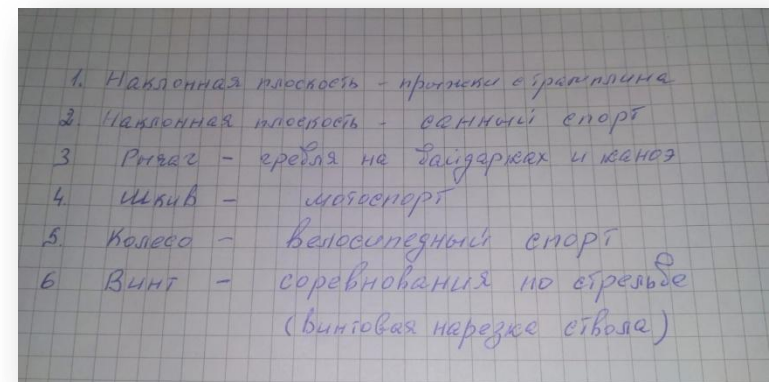 1. Наклонная плоскость - прыжки с трамплина
2. Наклонная плоскость - санный спорт
3 Рычаг - гребля на байдарках и каноэ
4. Шкив - мотоспорт
5. Колесо - велосипедный спорт
6 Винт - соревнования по стрельбе
(винтовая нарезка ствола)